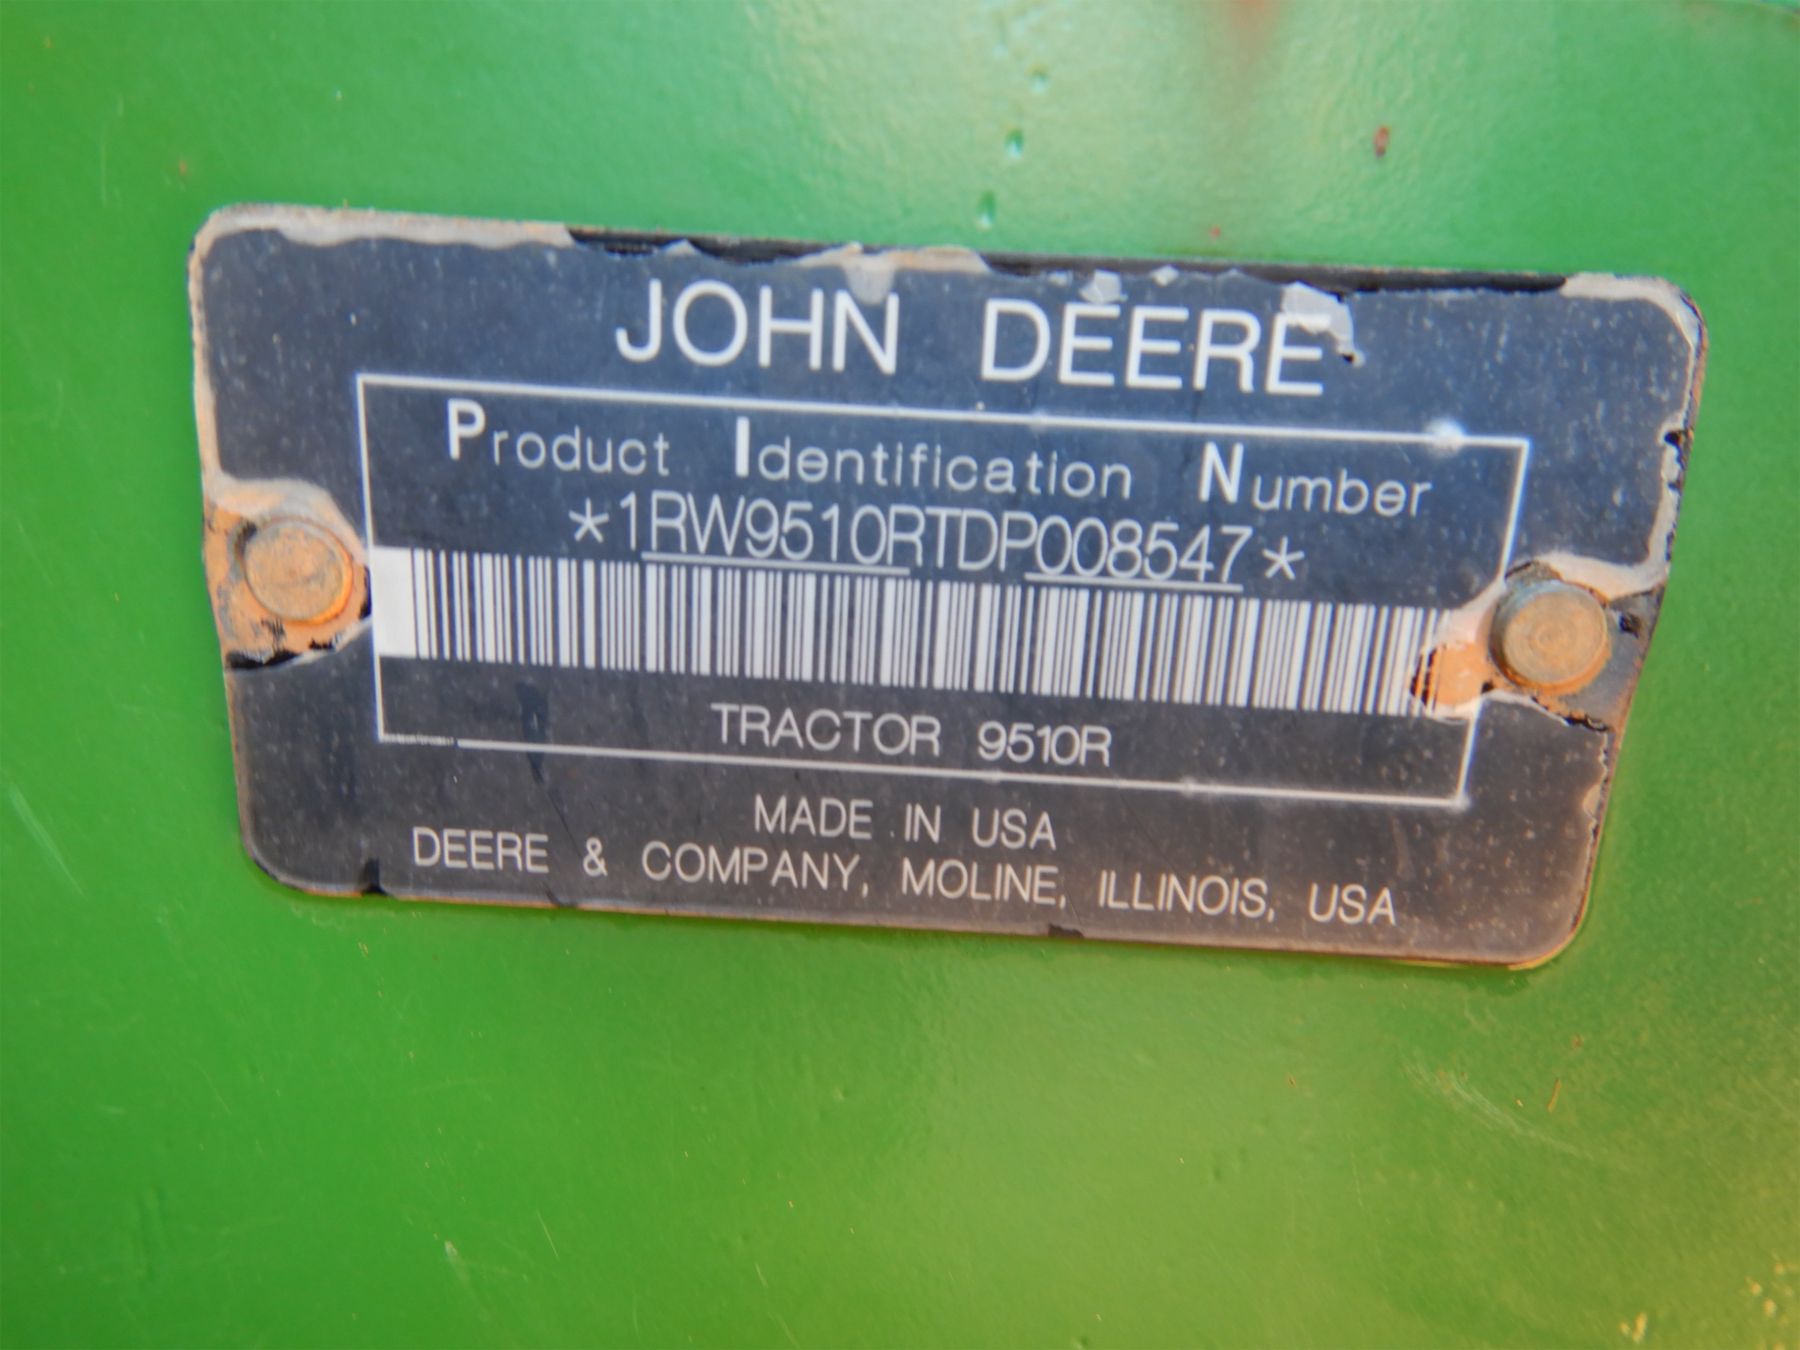 JOHN DEERE
Product Identification Number
*1RW9510RTDP008547*
TRACTOR 9510R
MADE IN USA
DEERE & COMPANY, MOLINE, ILLINOIS, USA